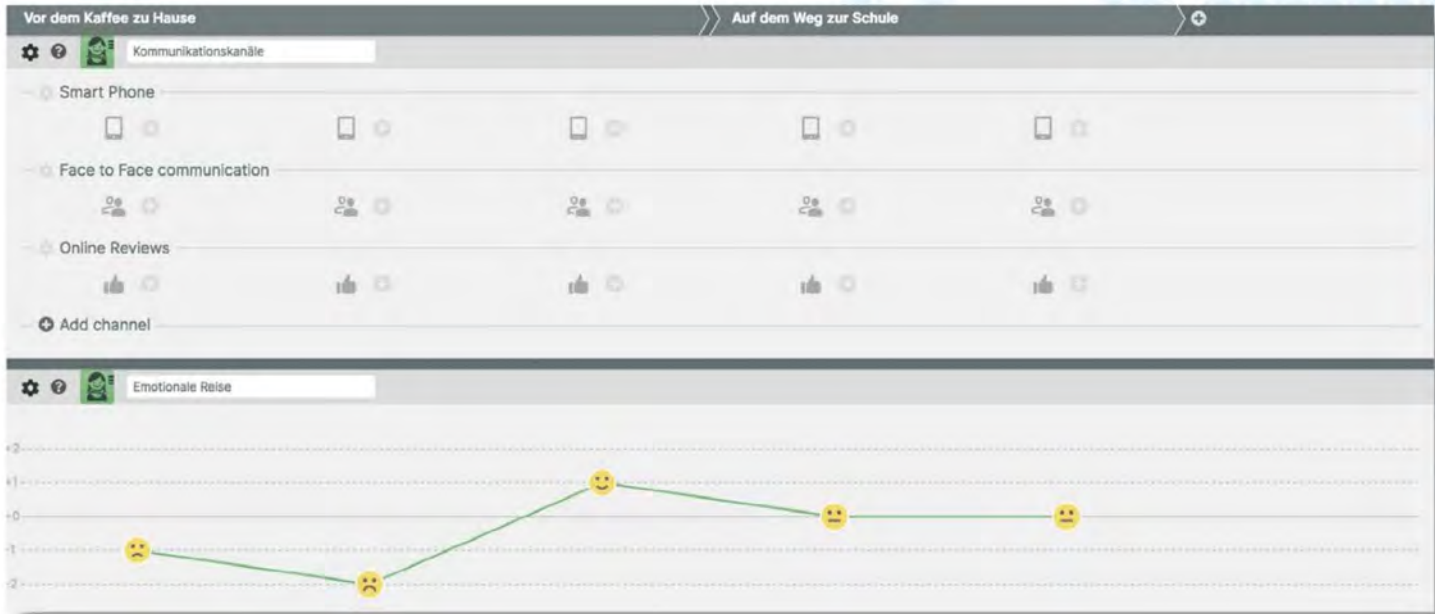 Vor dem Kaffee zu Hause Auf dem Weg zur Schule
Kommunikationskanäle
Smart Phone
Face to Face communication
Online Reviews
Add channel
Emotionale Reise
+2
+1
+0
-1
-2